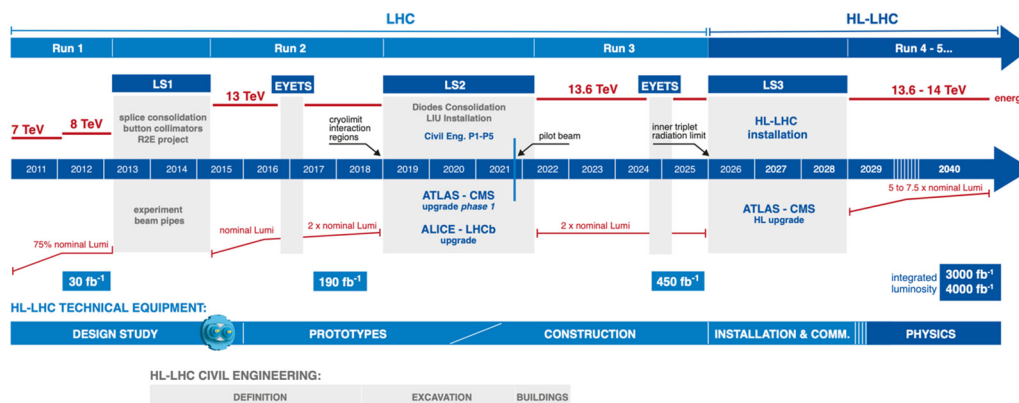 LHC
HL-LHC
Run 1
Run 2
Run 3
Run 4 - 5...
LS1
EYETS
LS2
EYETS
LS3
7 TeV
8 TeV
13 TeV
13.6 TeV
13.6 - 14 TeV
energ
splice consolidation
button collimators
R2E project
cryolimit
interaction
regions
Diodes Consolidation
LIU Installation
Civil Eng. P1-P5
pilot beam
inner triplet
radiation limit
HL-LHC
installation
2011
2012
2013
2014
2015
2016
2017
2018
2019
2020
2021
2022
2023
2024
2025
2026
2027
2028
2029
2040
experiment
beam pipes
ATLAS - CMS
upgrade phase 1
ALICE - LHCb
upgrade
ATLAS - CMS
HL upgrade
5 to 7.5 x nominal Lumi
75% nominal Lumi
nominal Lumi
2 x nominal Lumi
2 x nominal Lumi
30 fb⁻¹
190 fb⁻¹
450 fb⁻¹
integrated
luminosity
3000 fb⁻¹
4000 fb⁻¹
HL-LHC TECHNICAL EQUIPMENT:
DESIGN STUDY
PROTOTYPES
CONSTRUCTION
INSTALLATION & COMM.
PHYSICS
HL-LHC CIVIL ENGINEERING:
DEFINITION
EXCAVATION
BUILDINGS